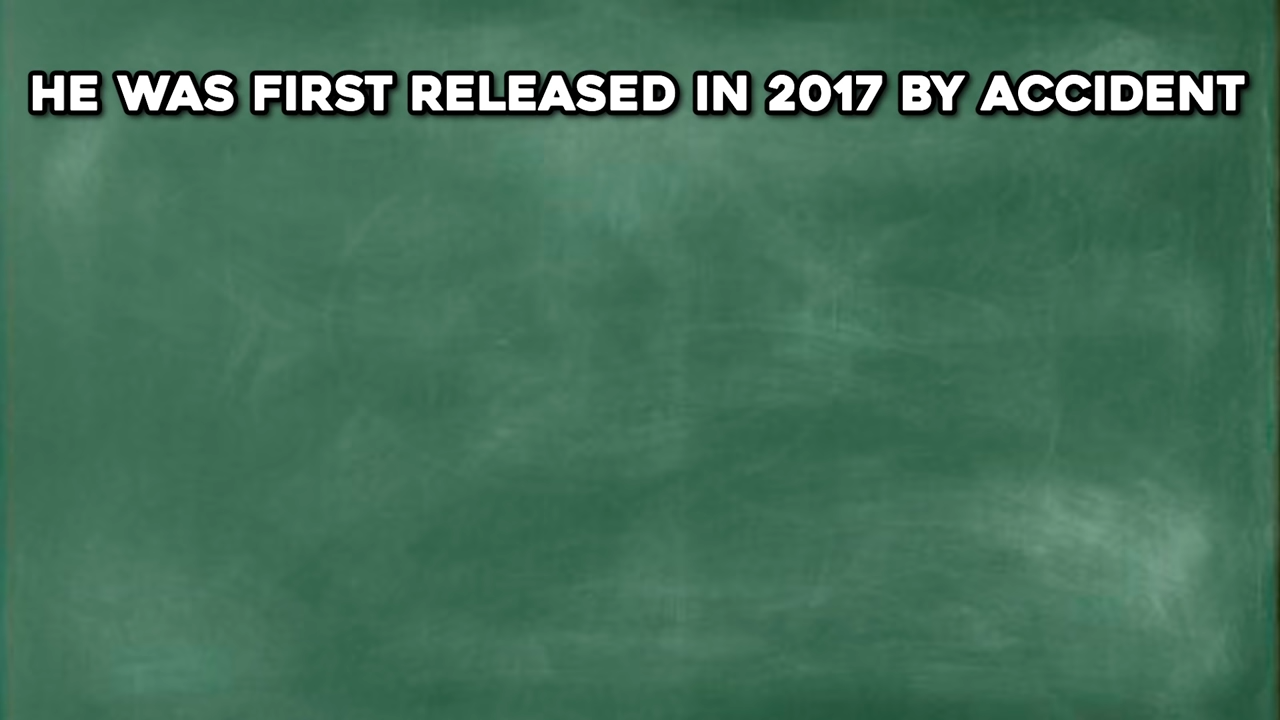 HE WAS FIRST RELEASED IN 2017 BY ACCIDENT